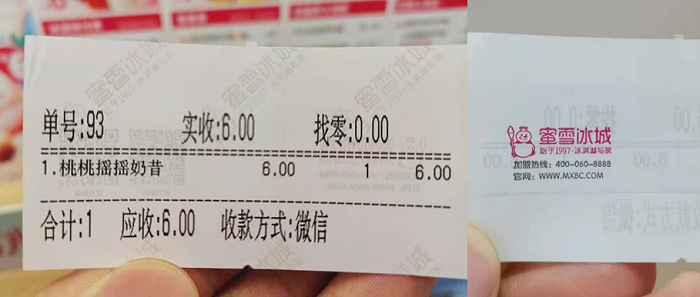 单号:93 实收:6.00 找零:0.00
1.桃桃摇摇奶昔 6.00 1 6.00
合计:1 应收:6.00 收款方式:微信
蜜雪冰城
始于1997·冰淇淋与茶
加盟热线：400-060-8888
官网：WWW.MXBC.COM